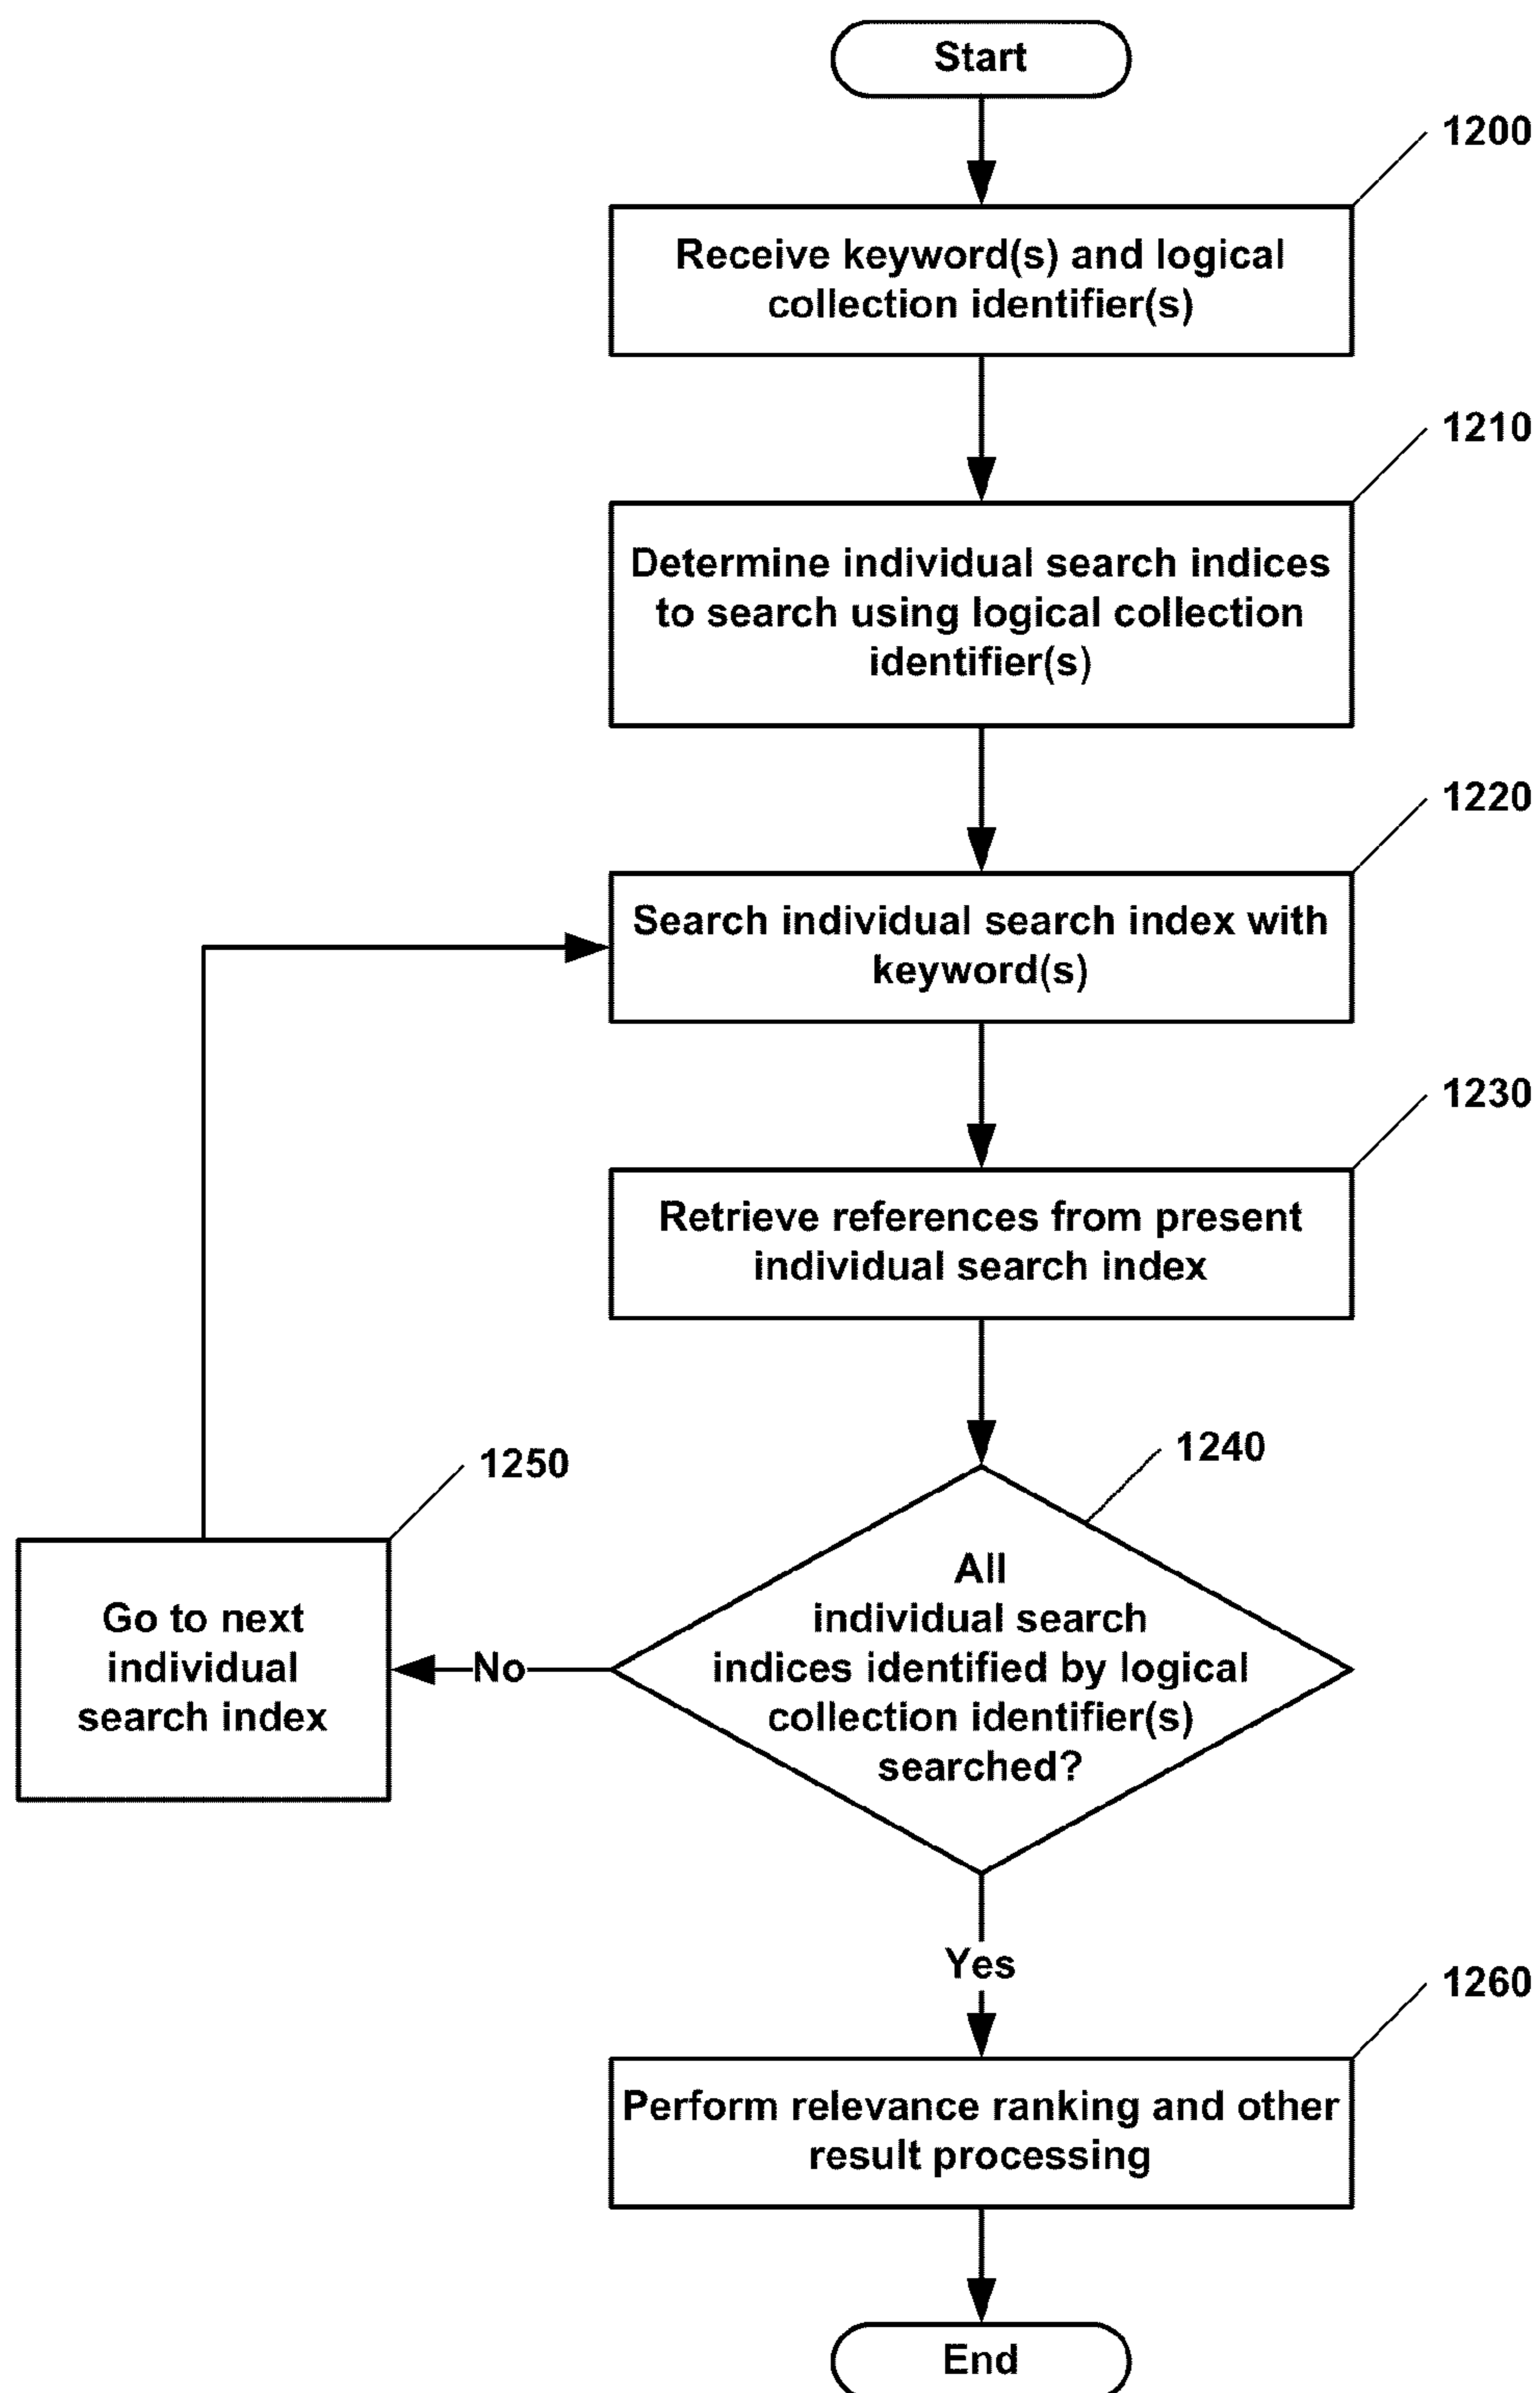 Start
1200
Receive keyword(s) and logical
collection identifier(s)
1210
Determine individual search indices
to search using logical collection
identifier(s)
1220
Search individual search index with
keyword(s)
1230
Retrieve references from present
individual search index
1240
All
individual search
indices identified by logical
collection identifier(s)
searched?
No
1250
Go to next
individual
search index
Yes
1260
Perform relevance ranking and other
result processing
End